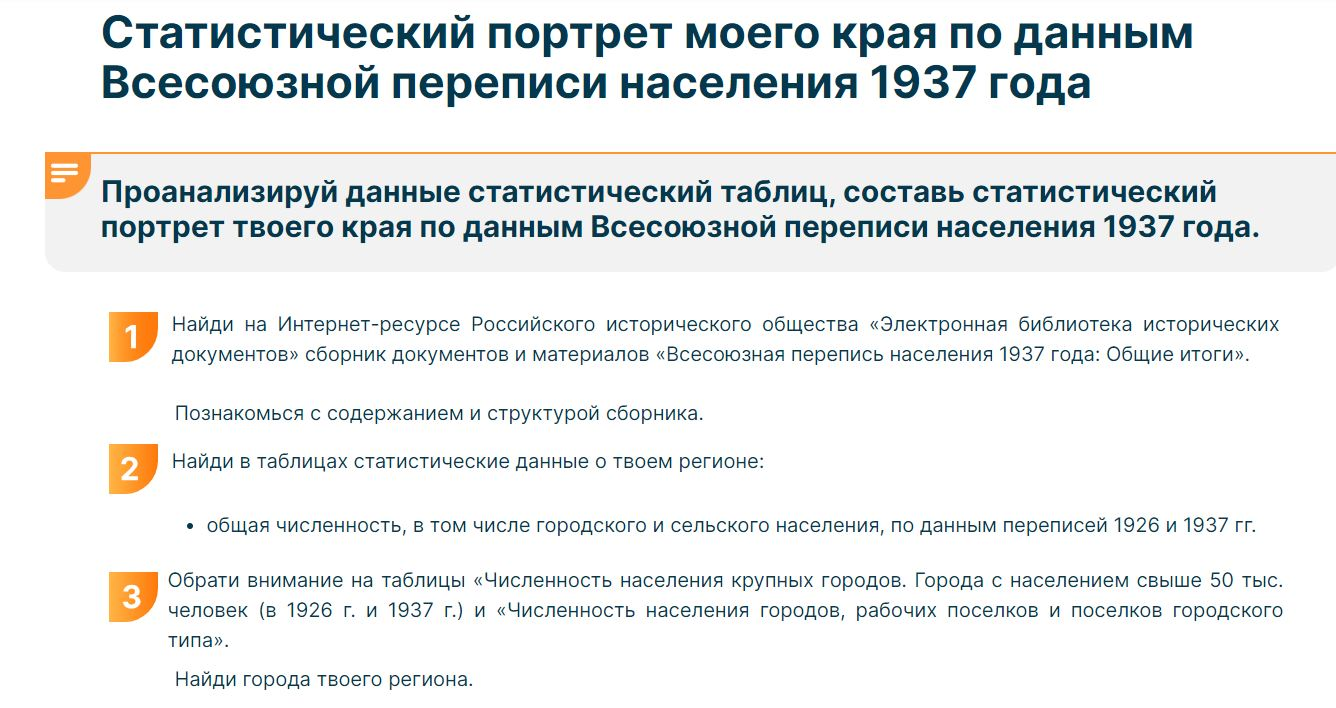 Статистический портрет моего края по данным
Всесоюзной переписи населения 1937 года
Проанализируй данные статистический таблиц, составь статистический
портрет твоего края по данным Всесоюзной переписи населения 1937 года.
1
Найди на Интернет-ресурсе Российского исторического общества «Электронная библиотека исторических
документов» сборник документов и материалов «Всесоюзная перепись населения 1937 года: Общие итоги».
Познакомься с содержанием и структурой сборника.
2
Найди в таблицах статистические данные о твоем регионе:
• общая численность, в том числе городского и сельского населения, по данным переписей 1926 и 1937 гг.
3
Обрати внимание на таблицы «Численность населения крупных городов. Города с населением свыше 50 тыс.
человек (в 1926 г. и 1937 г.) и «Численность населения городов, рабочих поселков и поселков городского
типа».
Найди города твоего региона.